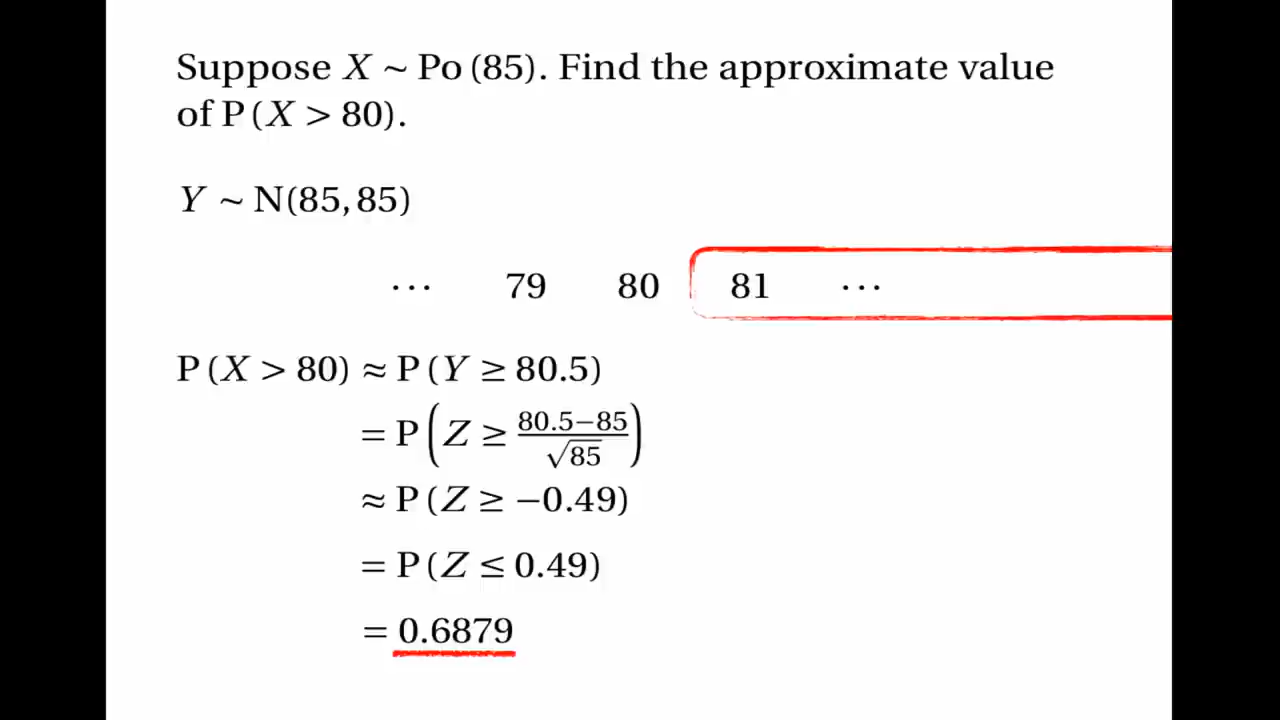 Suppose X ~ Po (85). Find the approximate value
of P (X > 80).
Y ~ N(85, 85)
··· 79 80 81 ···
P (X > 80) ≈ P (Y ≥ 80.5)
= P (Z ≥ (80.5−85)/√85)
≈ P (Z ≥ −0.49)
= P (Z ≤ 0.49)
= 0.6879